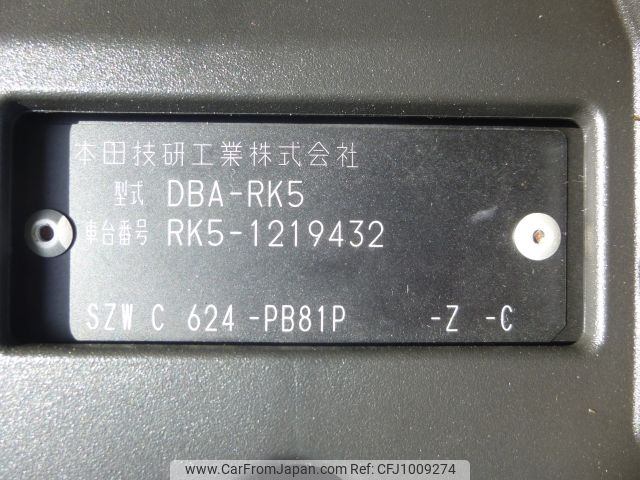 本田技研工業株式会社
型式 DBA-RK5
車台番号 RK5-1219432
SZW C 624 -PB81P -Z -C
www.CarFromJapan.com Ref:CFJ1009274